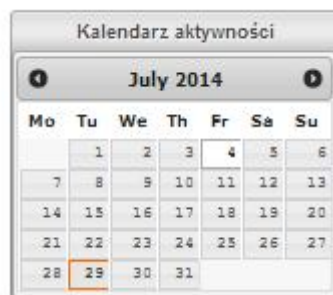 Kalendarz aktywności
July 2014
Mo Tu We Th Fr Sa Su
1 2 3 4 5 6
7 8 9 10 11 12 13
14 15 16 17 18 19 20
21 22 23 24 25 26 27
28 29 30 31